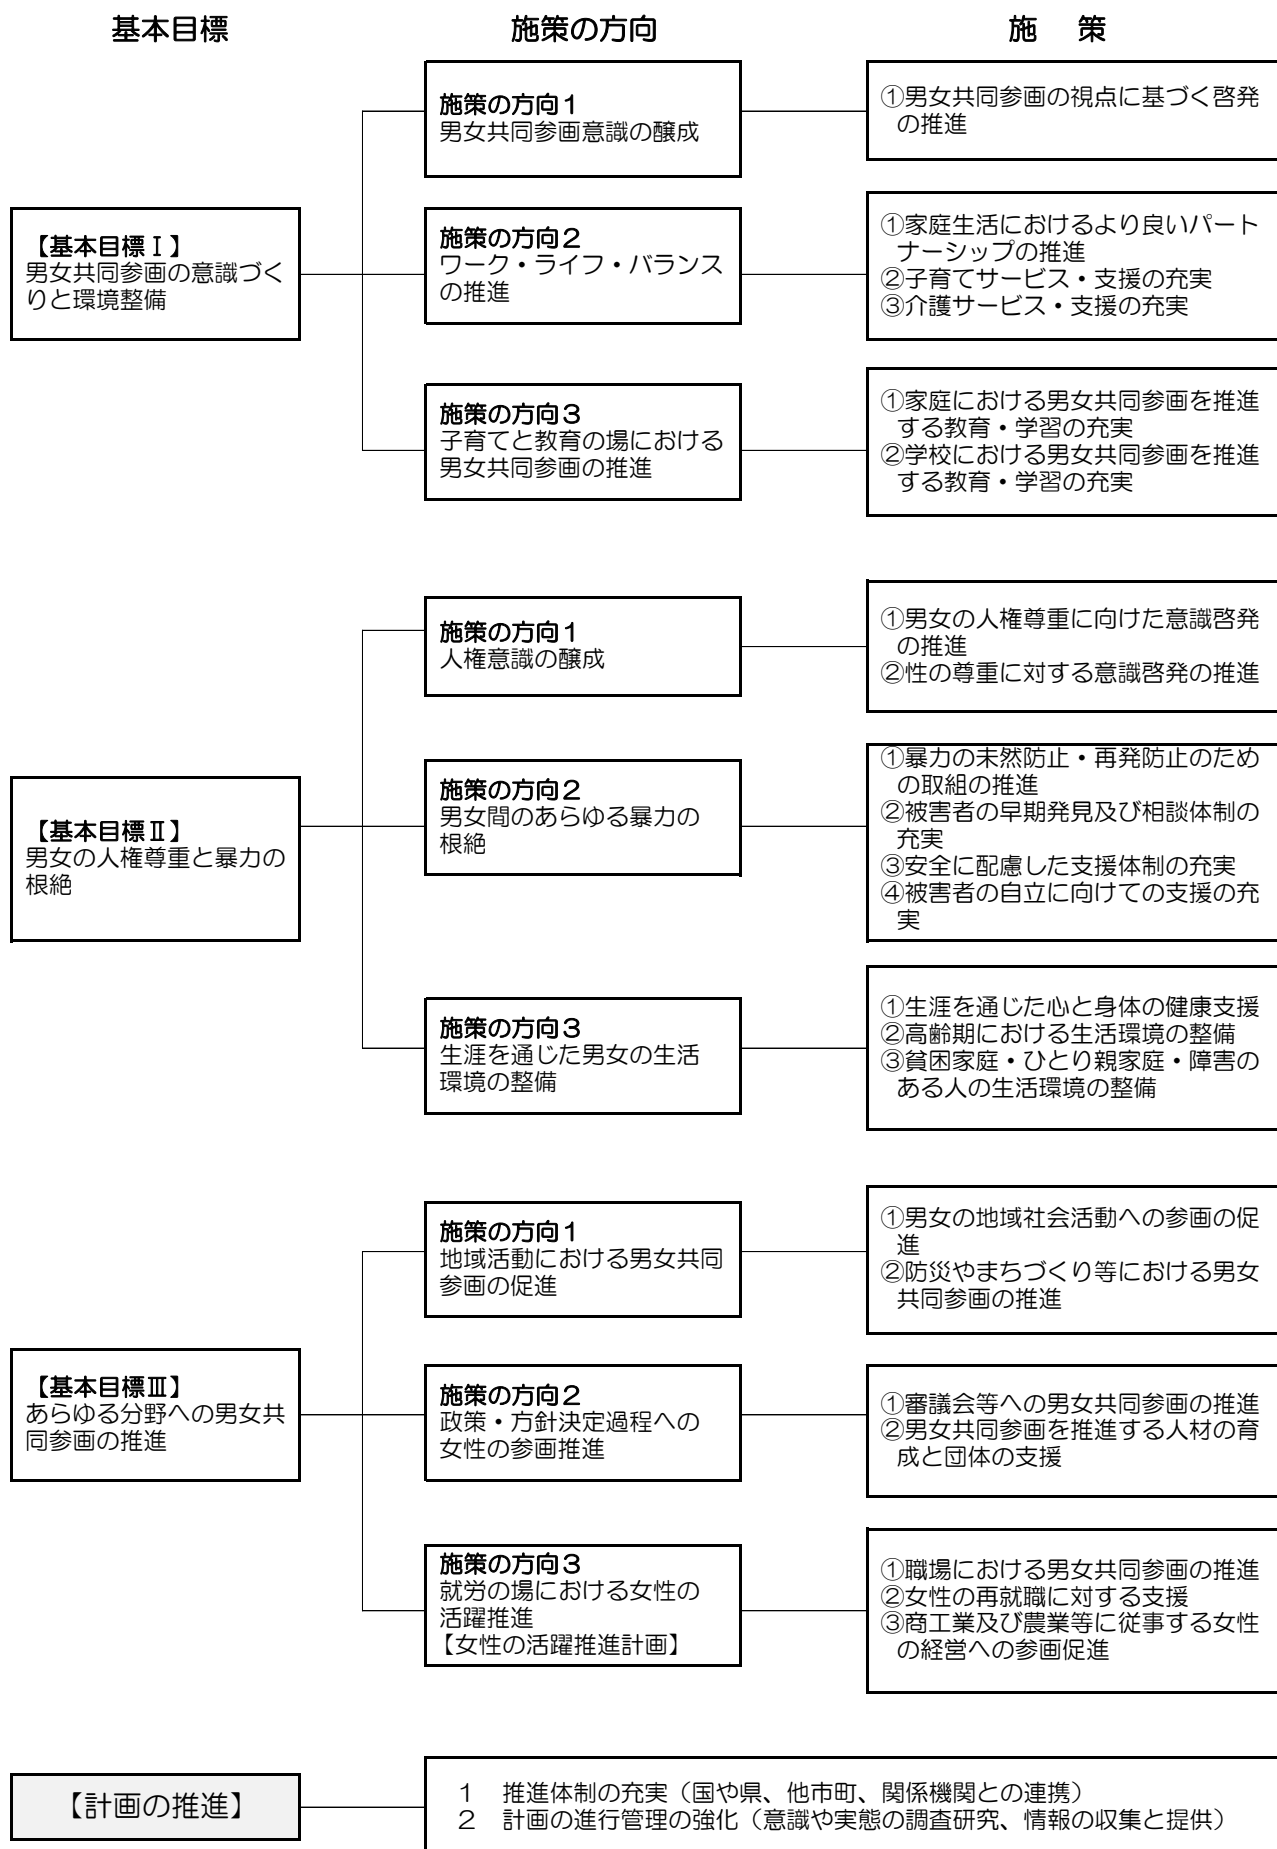 基本目標
施策の方向
施　策
【基本目標Ⅰ】
男女共同参画の意識づく
りと環境整備
施策の方向１
男女共同参画意識の醸成
①男女共同参画の視点に基づく啓発
の推進
施策の方向２
ワーク・ライフ・バランス
の推進
①家庭生活におけるより良いパート
ナーシップの推進
②子育てサービス・支援の充実
③介護サービス・支援の充実
施策の方向３
子育てと教育の場における
男女共同参画の推進
①家庭における男女共同参画を推進
する教育・学習の充実
②学校における男女共同参画を推進
する教育・学習の充実
【基本目標Ⅱ】
男女の人権尊重と暴力の
根絶
施策の方向１
人権意識の醸成
①男女の人権尊重に向けた意識啓発
の推進
②性の尊重に対する意識啓発の推進
施策の方向２
男女間のあらゆる暴力の
根絶
①暴力の未然防止・再発防止のため
の取組の推進
②被害者の早期発見及び相談体制の
充実
③安全に配慮した支援体制の充実
④被害者の自立に向けての支援の充
実
施策の方向３
生涯を通じた男女の生活
環境の整備
①生涯を通じた心と身体の健康支援
②高齢期における生活環境の整備
③貧困家庭・ひとり親家庭・障害の
ある人の生活環境の整備
【基本目標Ⅲ】
あらゆる分野への男女共
同参画の推進
施策の方向１
地域活動における男女共同
参画の促進
①男女の地域社会活動への参画の促
進
②防災やまちづくり等における男女
共同参画の推進
施策の方向２
政策・方針決定過程への
女性の参画推進
①審議会等への男女共同参画の推進
②男女共同参画を推進する人材の育
成と団体の支援
施策の方向３
就労の場における女性の
活躍推進
【女性の活躍推進計画】
①職場における男女共同参画の推進
②女性の再就職に対する支援
③商工業及び農業等に従事する女性
の経営への参画促進
【計画の推進】
１　推進体制の充実（国や県、他市町、関係機関との連携）
２　計画の進行管理の強化（意識や実態の調査研究、情報の収集と提供）